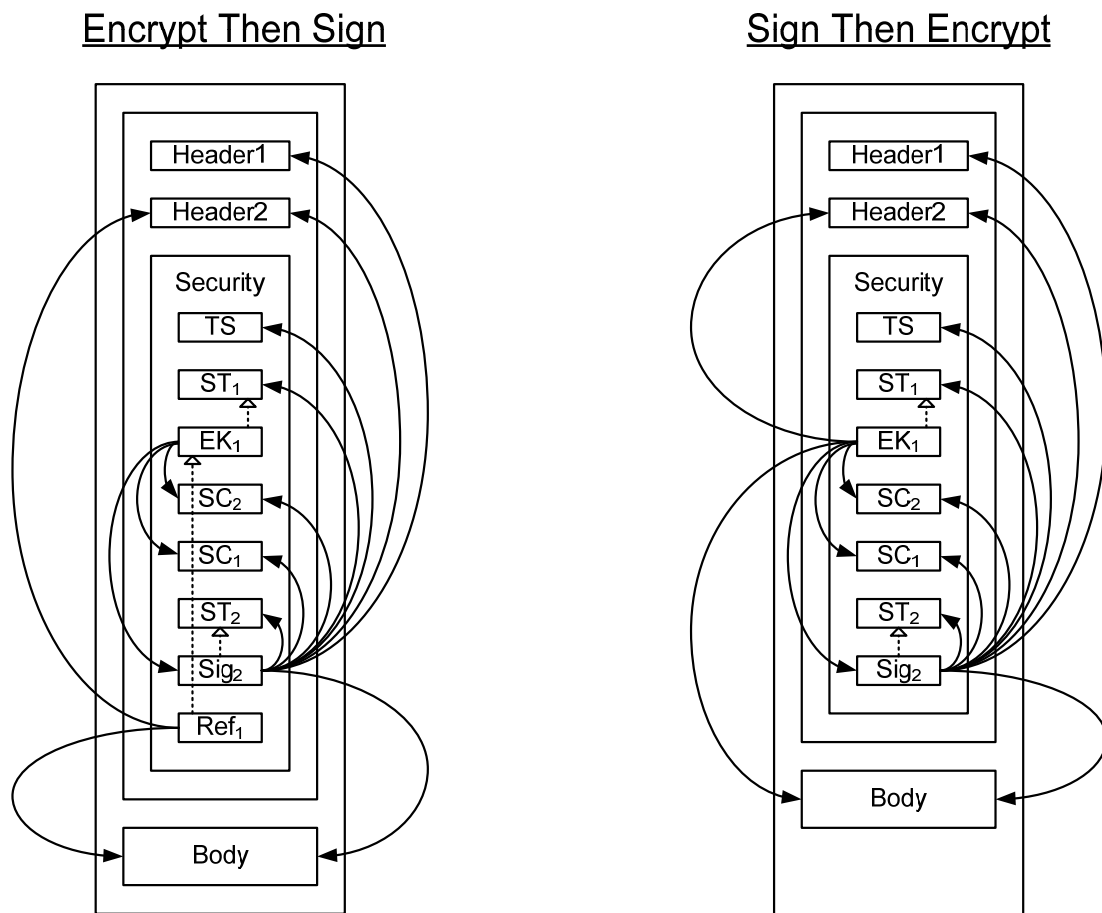 Encrypt Then Sign
Header1
Header2
Security
TS
ST₁
EK₁
SC₂
SC₁
ST₂
Sig₂
Ref₁
Body
Sign Then Encrypt
Header1
Header2
Security
TS
ST₁
EK₁
SC₂
SC₁
ST₂
Sig₂
Body